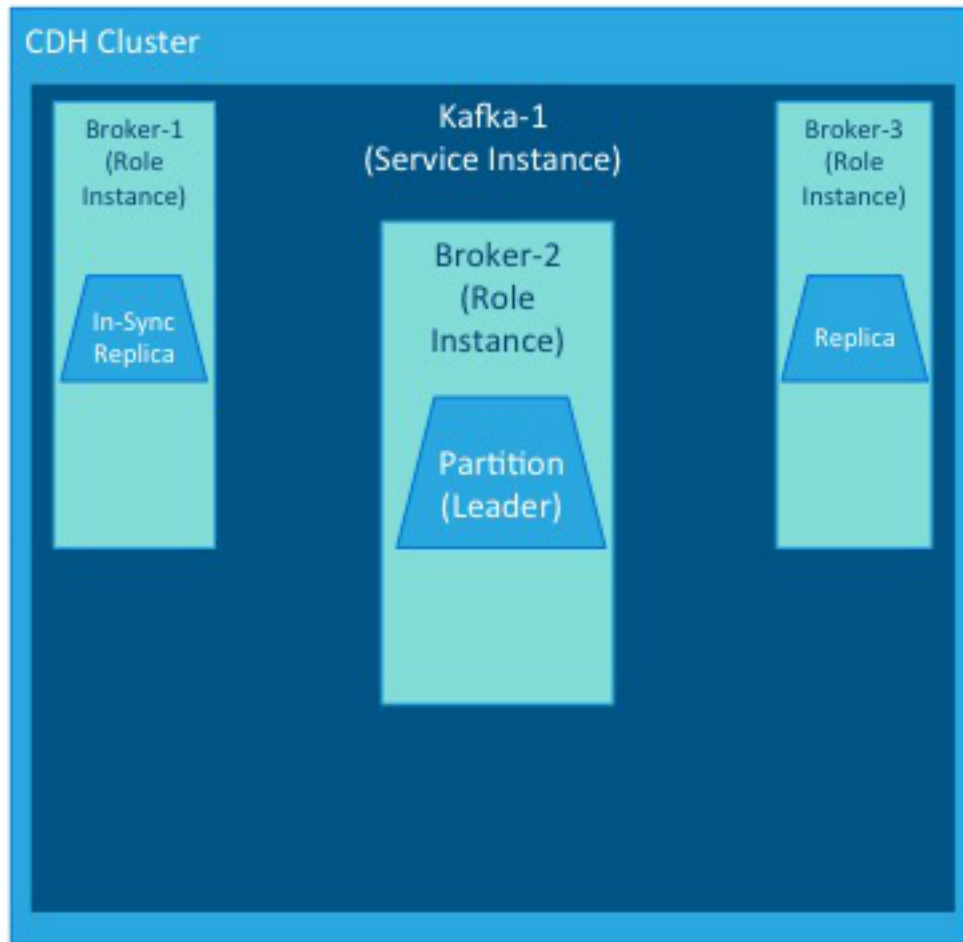 CDH Cluster
Kafka-1
(Service Instance)
Broker-1
(Role
Instance)
In-Sync
Replica
Broker-2
(Role
Instance)
Partition
(Leader)
Broker-3
(Role
Instance)
Replica